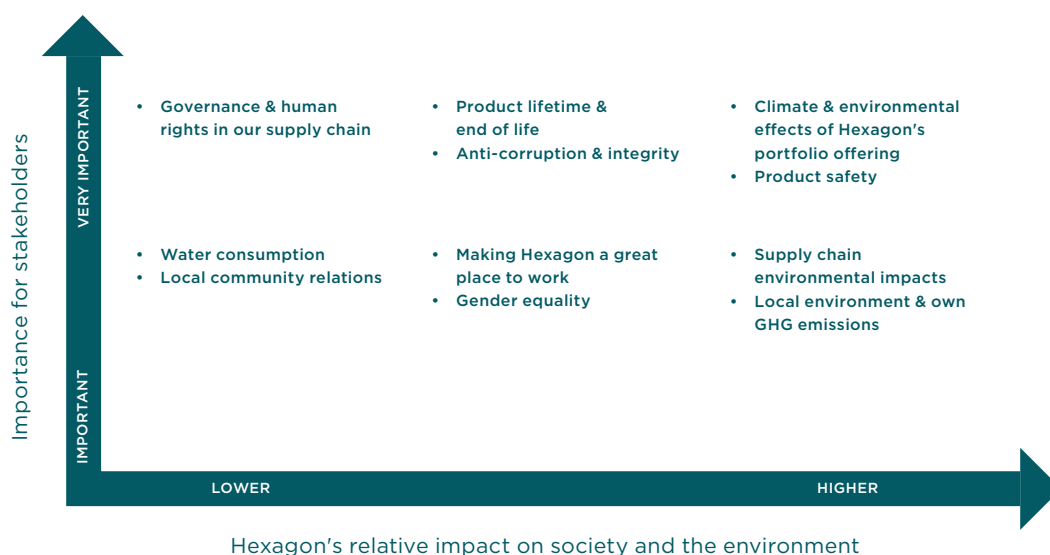 Importance for stakeholders
VERY IMPORTANT
IMPORTANT
• Governance & human
rights in our supply chain
• Product lifetime &
end of life
• Anti-corruption & integrity
• Climate & environmental
effects of Hexagon's
portfolio offering
• Product safety
• Water consumption
• Local community relations
• Making Hexagon a great
place to work
• Gender equality
• Supply chain
environmental impacts
• Local environment & own
GHG emissions
LOWER
HIGHER
Hexagon's relative impact on society and the environment